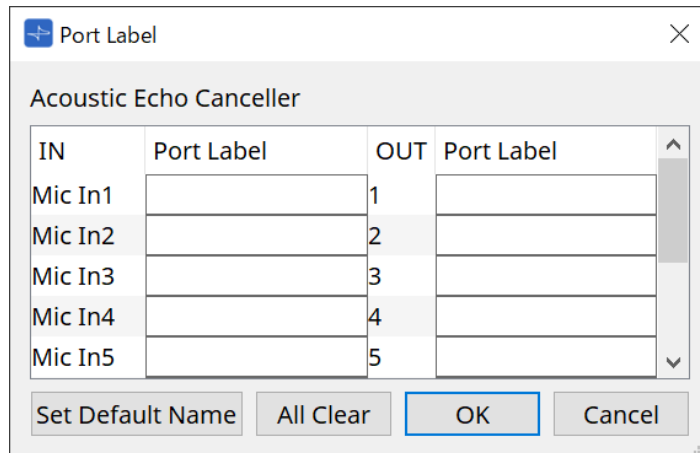 Port Label
Acoustic Echo Canceller
IN Port Label OUT Port Label
Mic In1 1
Mic In2 2
Mic In3 3
Mic In4 4
Mic In5 5
Set Default Name All Clear OK Cancel